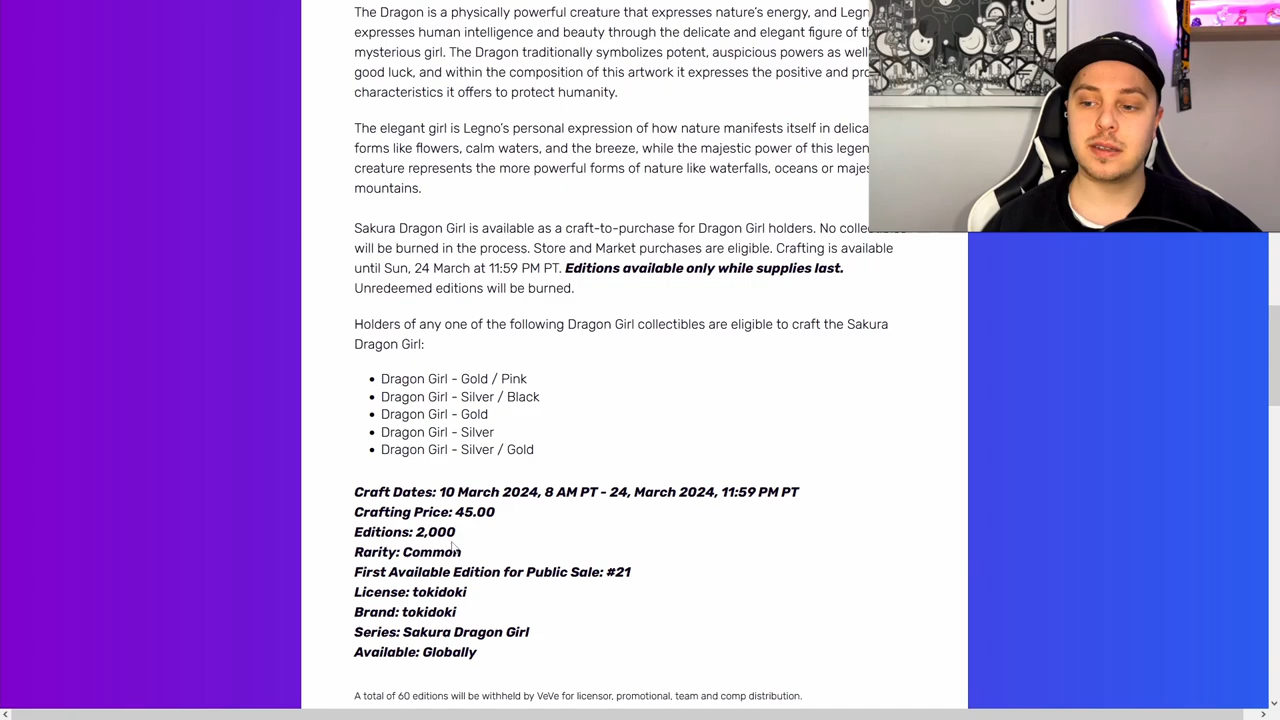 The Dragon is a physically powerful creature that expresses nature's energy, and
expresses human intelligence and beauty through the delicate and elegant figure of
mysterious girl. The Dragon traditionally symbolizes potent, auspicious powers as well
good luck, and within the composition of this artwork it expresses the positive and
characteristics it offers to protect humanity.
The elegant girl is Legno's personal expression of how nature manifests itself in
forms like flowers, calm waters, and the breeze, while the majestic power of this
creature represents the more powerful forms of nature like waterfalls, oceans or
mountains.
Sakura Dragon Girl is available as a craft-to-purchase for Dragon Girl holders. No
will be burned in the process. Store and Market purchases are eligible. Crafting is available
until Sun, 24 March at 11:59 PM PT. Editions available only while supplies last.
Unredeemed editions will be burned.
Holders of any one of the following Dragon Girl collectibles are eligible to craft the Sakura
Dragon Girl:
• Dragon Girl - Gold / Pink
• Dragon Girl - Silver / Black
• Dragon Girl - Gold
• Dragon Girl - Silver
• Dragon Girl - Silver / Gold
Craft Dates: 10 March 2024, 8 AM PT - 24, March 2024, 11:59 PM PT
Crafting Price: 45.00
Editions: 2,000
Rarity: Common
First Available Edition for Public Sale: #21
License: tokidoki
Brand: tokidoki
Series: Sakura Dragon Girl
Available: Globally
A total of 60 editions will be withheld by VeVe for licensor, promotional, team and comp distribution.